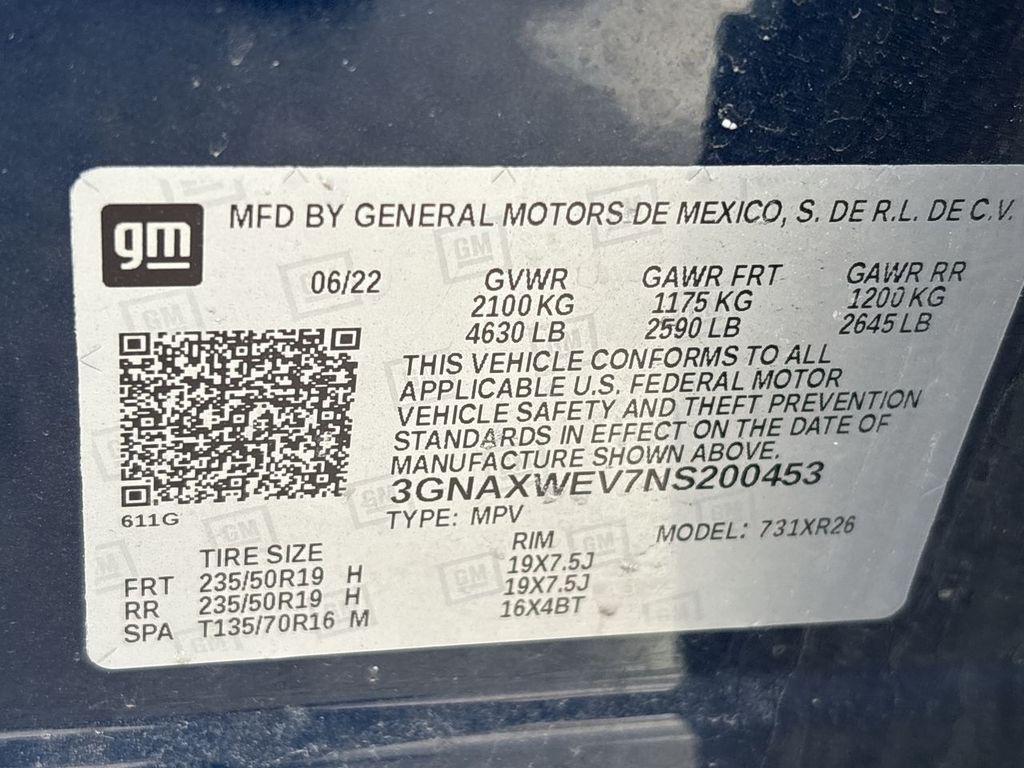 gm
MFD BY GENERAL MOTORS DE MEXICO, S. DE R.L. DE C.V.
06/22 GVWR GAWR FRT GAWR RR
2100 KG 1175 KG 1200 KG
4630 LB 2590 LB 2645 LB
THIS VEHICLE CONFORMS TO ALL
APPLICABLE U.S. FEDERAL MOTOR
VEHICLE SAFETY AND THEFT PREVENTION
STANDARDS IN EFFECT ON THE DATE OF
MANUFACTURE SHOWN ABOVE.
3GNAXWEV7NS200453
611G
TYPE: MPV MODEL: 731XR26
TIRE SIZE RIM
FRT 235/50R19 H 19X7.5J
RR 235/50R19 H 19X7.5J
SPA T135/70R16 M 16X4BT